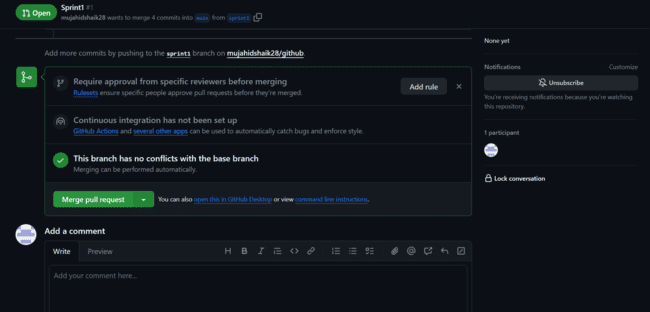 Open
Sprint1 #1
mujahidshaik28 wants to merge 4 commits into main from sprint1
Add more commits by pushing to the sprint1 branch on mujahidshaik28/github.
Require approval from specific reviewers before merging
Rulesets ensure specific people approve pull requests before they're merged.
Add rule
Continuous integration has not been set up
GitHub Actions and several other apps can be used to automatically catch bugs and enforce style.
This branch has no conflicts with the base branch
Merging can be performed automatically.
Merge pull request
You can also open this in GitHub Desktop or view command line instructions.
Add a comment
Write
Preview
Add your comment here...
None yet
Notifications
Customize
Unsubscribe
You're receiving notifications because you're watching
this repository.
1 participant
Lock conversation